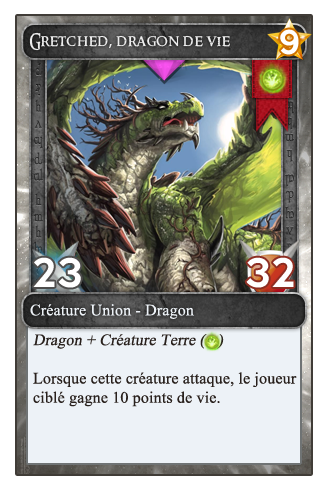 Gretched, dragon de vie
9
23
32
Créature Union - Dragon
Dragon + Créature Terre ( )
Lorsque cette créature attaque, le joueur
ciblé gagne 10 points de vie.